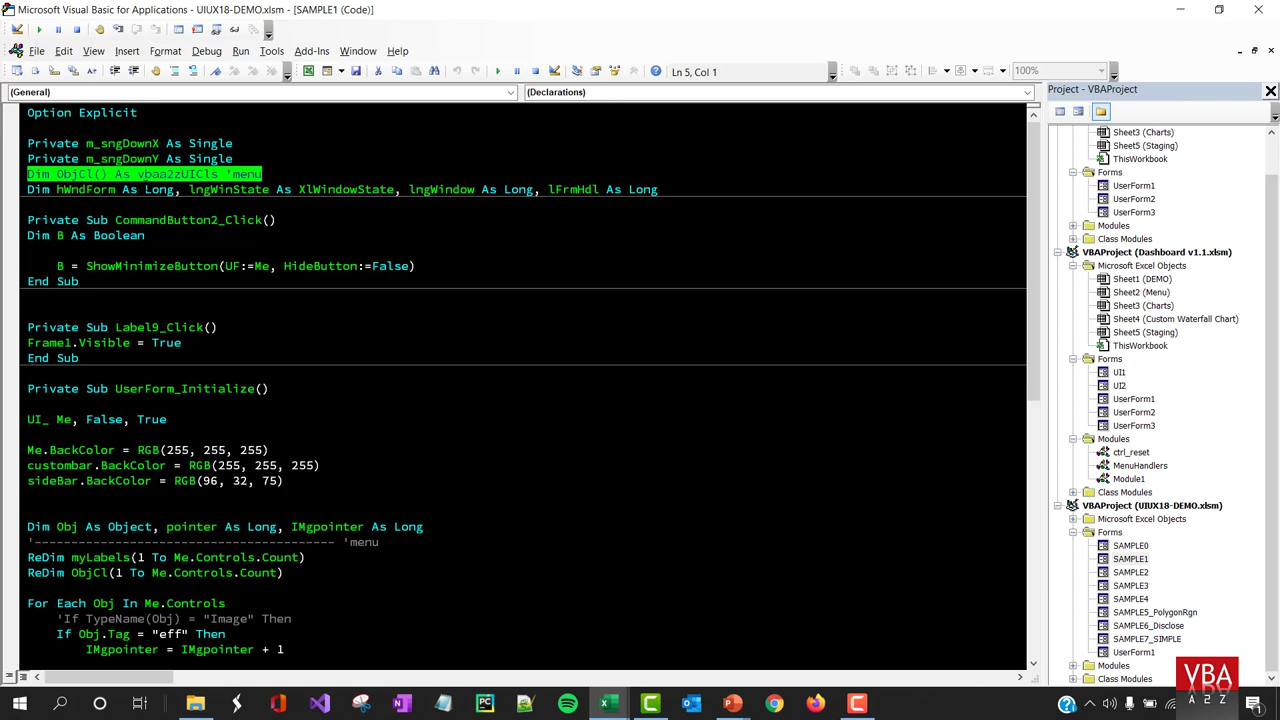 Microsoft Visual Basic for Applications - UIUX18-DEMO.xlsm - [SAMPLE1 (Code)]
File Edit View Insert Format Debug Run Tools Add-Ins Window Help
Ln 5, Col 1
100%
(General)
(Declarations)
Project - VBAProject
Option Explicit
Private m_sngDownX As Single
Private m_sngDownY As Single
Dim ObjCl() As vbaa2zUICls 'menu
Dim hWndForm As Long, lngWinState As XlWindowState, lngWindow As Long, lFrmHdl As Long
Private Sub CommandButton2_Click()
Dim B As Boolean
B = ShowMinimizeButton(UF:=Me, HideButton:=False)
End Sub
Private Sub Label9_Click()
Frame1.Visible = True
End Sub
Private Sub UserForm_Initialize()
UI_ Me, False, True
Me.BackColor = RGB(255, 255, 255)
custombar.BackColor = RGB(255, 255, 255)
sideBar.BackColor = RGB(96, 32, 75)
Dim Obj As Object, pointer As Long, IMgpointer As Long
'----------------------------------------- 'menu
ReDim myLabels(1 To Me.Controls.Count)
ReDim ObjCl(1 To Me.Controls.Count)
For Each Obj In Me.Controls
'If TypeName(Obj) = "Image" Then
If Obj.Tag = "eff" Then
IMgpointer = IMgpointer + 1
Sheet3 (Charts)
Sheet5 (Staging)
ThisWorkbook
Forms
UserForm1
UserForm2
UserForm3
Modules
Class Modules
VBAProject (Dashboard v1.1.xlsm)
Microsoft Excel Objects
Sheet1 (DEMO)
Sheet2 (Menu)
Sheet3 (Charts)
Sheet4 (Custom Waterfall Chart)
Sheet5 (Staging)
ThisWorkbook
Forms
UI1
UI2
UserForm1
UserForm2
UserForm3
Modules
ctrl_reset
MenuHandlers
Module1
Class Modules
VBAProject (UIUX18-DEMO.xlsm)
Microsoft Excel Objects
Forms
SAMPLE0
SAMPLE1
SAMPLE2
SAMPLE3
SAMPLE4
SAMPLE5_PolygonRgn
SAMPLE6_Disclose
SAMPLE7_SIMPLE
UserForm1
Modules
Class Modules
VBA
A 2 Z